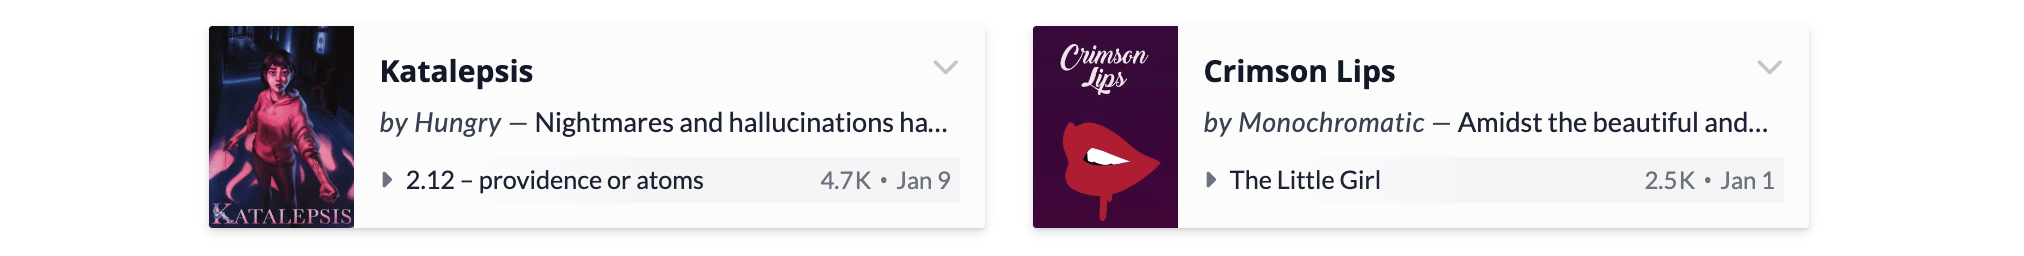 KATALEPSIS
Katalepsis
by Hungry — Nightmares and hallucinations ha...
2.12 – providence or atoms 4.7K • Jan 9
Crimson
Lips
Crimson Lips
by Monochromatic — Amidst the beautiful and...
The Little Girl 2.5K • Jan 1